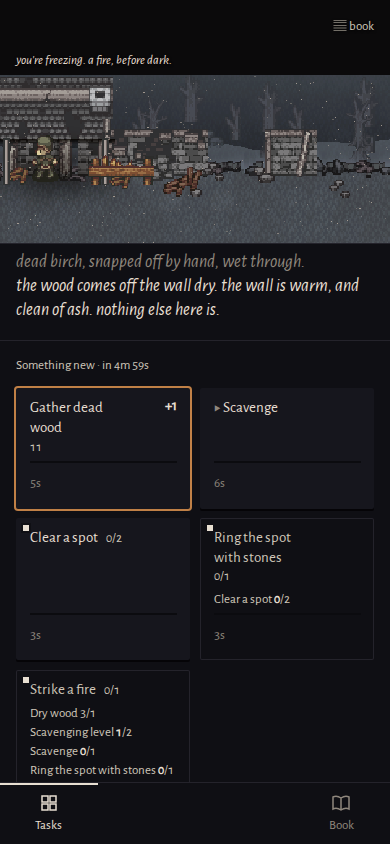 book
you're freezing. a fire, before dark.
dead birch, snapped off by hand, wet through.
the wood comes off the wall dry. the wall is warm, and
clean of ash. nothing else here is.
Something new · in 4m 59s
Gather dead
wood
+1
11
5s
▸ Scavenge
6s
Clear a spot 0/2
3s
Ring the spot
with stones
0/1
Clear a spot 0/2
3s
Strike a fire 0/1
Dry wood 3/1
Scavenging level 1/2
Scavenge 0/1
Ring the spot with stones 0/1
Tasks
Book